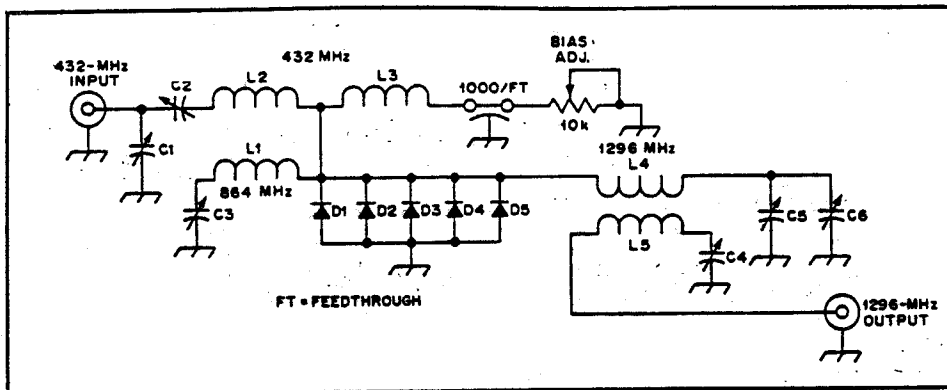 432-MHz
INPUT
C2
L2
432 MHz
L3
1000/FT
BIAS
ADJ.
10k
C1
L1
864 MHz
C3
D1
D2
D3
D4
D5
1296 MHz
L4
L5
C4
C5
C6
FT = FEEDTHROUGH
1296-MHz
OUTPUT